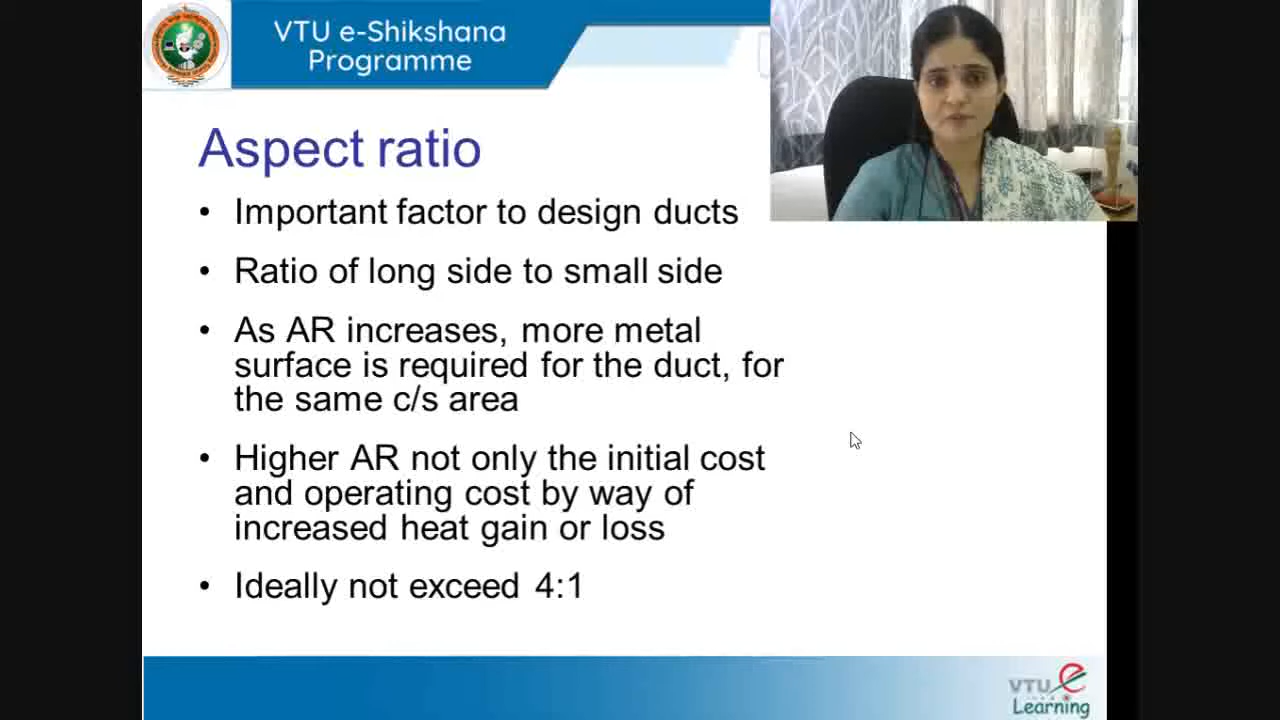 VTU e-Shikshana
Programme
Aspect ratio
• Important factor to design ducts
• Ratio of long side to small side
• As AR increases, more metal
surface is required for the duct, for
the same c/s area
• Higher AR not only the initial cost
and operating cost by way of
increased heat gain or loss
• Ideally not exceed 4:1
VTU e
Learning